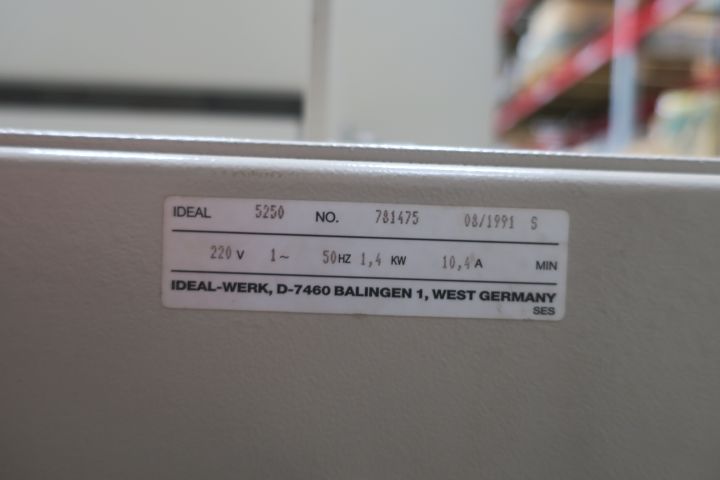 IDEAL 5250 NO. 781475 08/1991 S
220 V 1~ 50 HZ 1,4 KW 10,4 A MIN
IDEAL-WERK, D-7460 BALINGEN 1, WEST GERMANY
SES